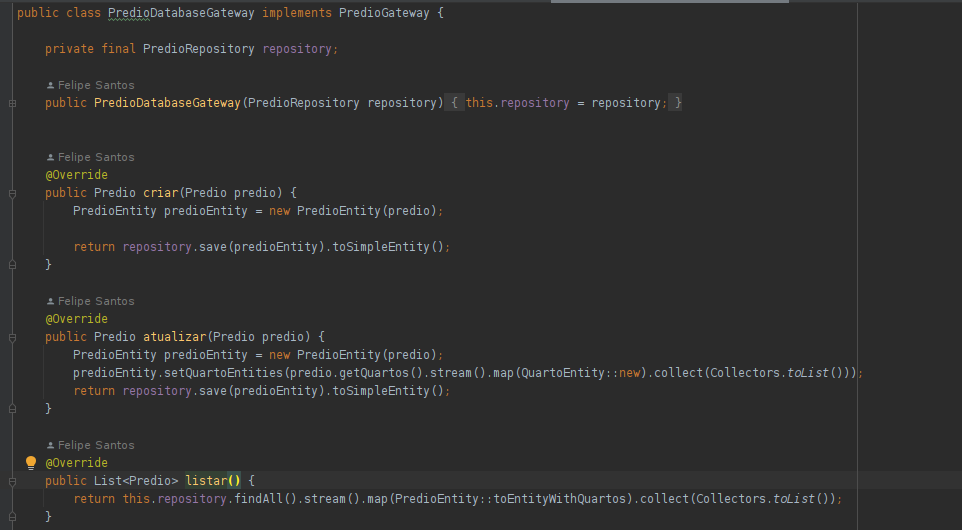 public class PredioDatabaseGateway implements PredioGateway {
private final PredioRepository repository;
Felipe Santos
public PredioDatabaseGateway(PredioRepository repository) { this.repository = repository; }
Felipe Santos
@Override
public Predio criar(Predio predio) {
PredioEntity predioEntity = new PredioEntity(predio);
return repository.save(predioEntity).toSimpleEntity();
}
Felipe Santos
@Override
public Predio atualizar(Predio predio) {
PredioEntity predioEntity = new PredioEntity(predio);
predioEntity.setQuartoEntities(predio.getQuartos().stream().map(QuartoEntity::new).collect(Collectors.toList()));
return repository.save(predioEntity).toSimpleEntity();
}
Felipe Santos
@Override
public List<Predio> listar() {
return this.repository.findAll().stream().map(PredioEntity::toEntityWithQuartos).collect(Collectors.toList());
}